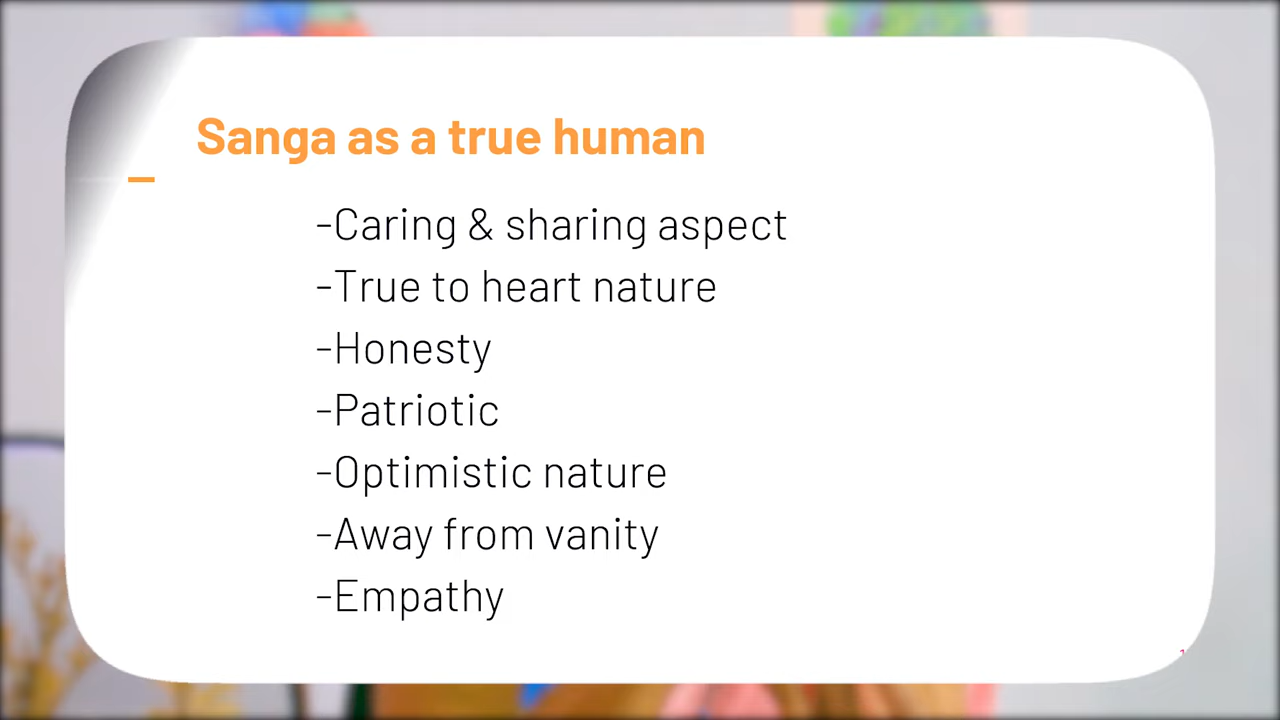 Sanga as a true human
-Caring & sharing aspect
-True to heart nature
-Honesty
-Patriotic
-Optimistic nature
-Away from vanity
-Empathy